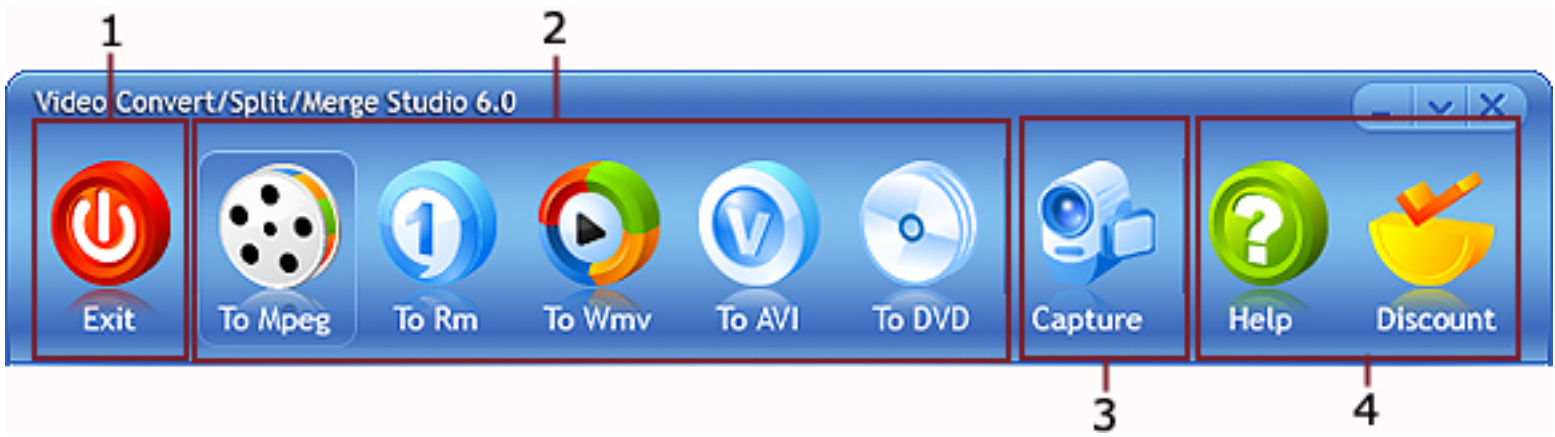 1 2
Video Convert/Split/Merge Studio 6.0
Exit To Mpeg To Rm To Wmv To AVI To DVD Capture Help Discount
3 4